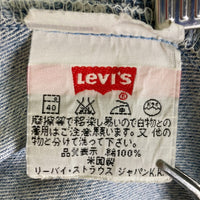 LEVI'S
®
40
摩擦等で移染し易いので白物との
着用はご注意願います。又、他
の物と分けて洗って下さい。
品質表示 綿100%
米国製
リーバイ・ストラウス ジャパンK.K.